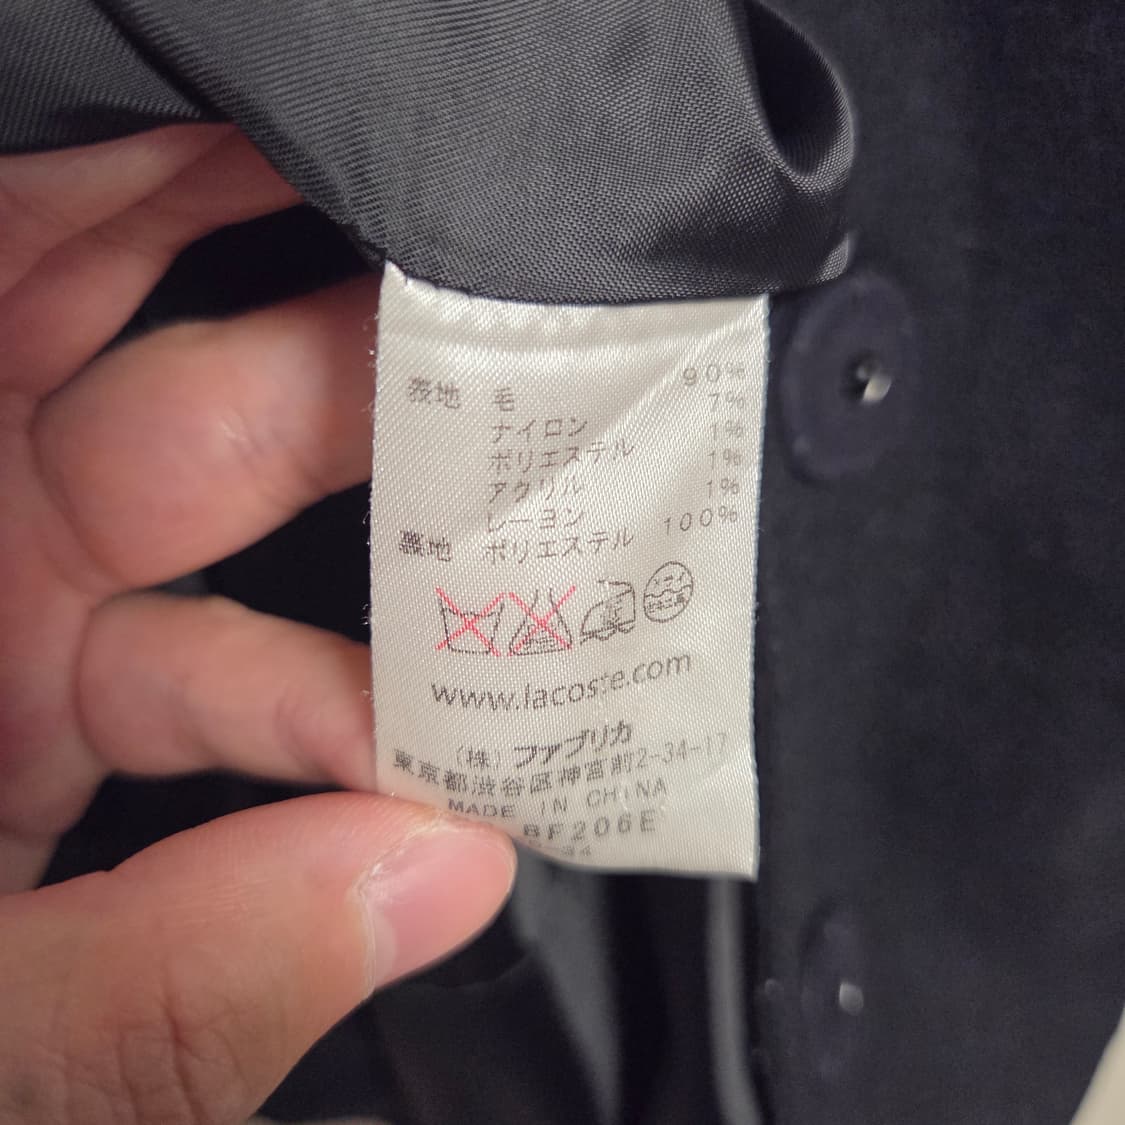 表地 毛 90%
ナイロン 7%
ポリエステル 1%
アクリル 1%
レーヨン 1%
裏地 ポリエステル 100%
ドライ
www.lacoste.com
(株) ファブリカ
東京都渋谷区神宮前2-34-17
MADE IN CHINA
BF206E